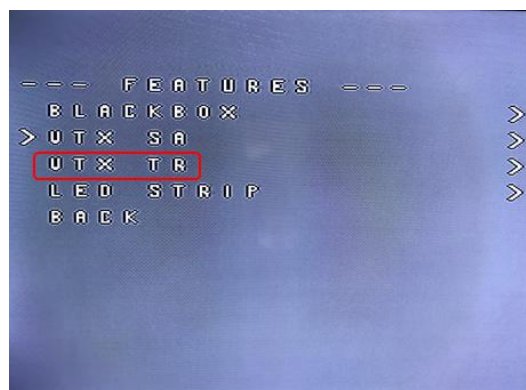 --- FEATURES ---
BLACKBOX >
> VTX SA >
VTX TR >
LED STRIP >
BACK